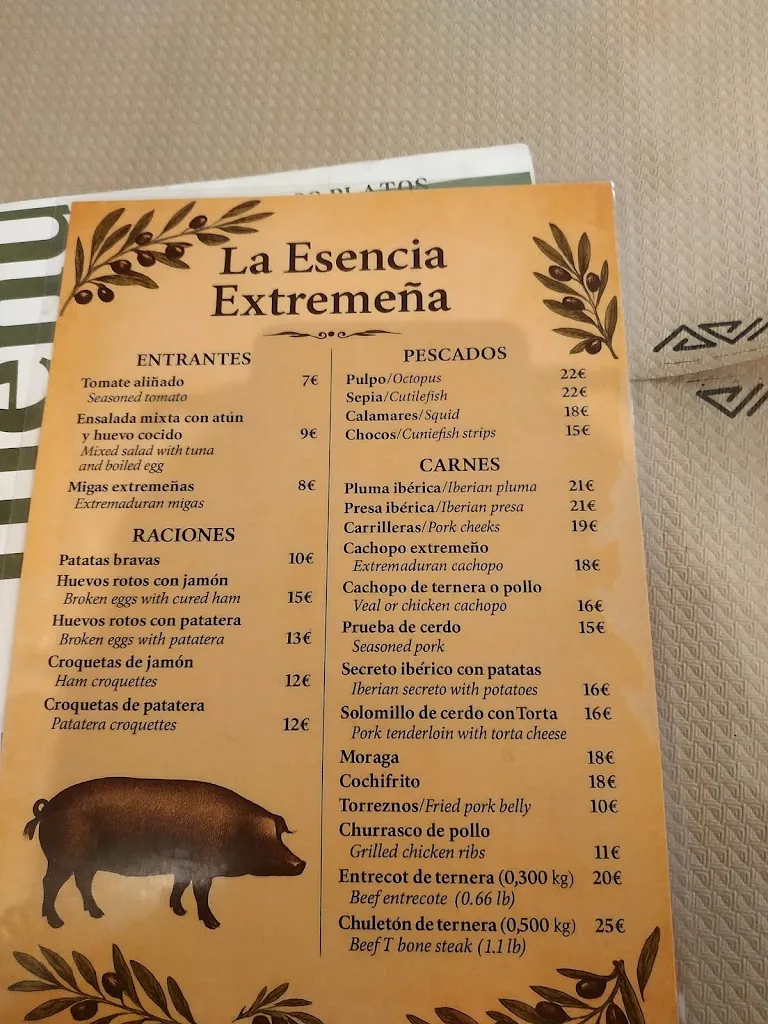 menu
PLATOS
La Esencia
Extremeña
ENTRANTES
Tomate aliñado 7€
Seasoned tomato
Ensalada mixta con atún
y huevo cocido 9€
Mixed salad with tuna
and boiled egg
Migas extremeñas 8€
Extremaduran migas
RACIONES
Patatas bravas 10€
Huevos rotos con jamón
Broken eggs with cured ham 15€
Huevos rotos con patatera
Broken eggs with patatera 13€
Croquetas de jamón
Ham croquettes 12€
Croquetas de patatera
Patatera croquettes 12€
PESCADOS
Pulpo/Octopus 22€
Sepia/Cutilefish 22€
Calamares/Squid 18€
Chocos/Cuniefish strips 15€
CARNES
Pluma ibérica/Iberian pluma 21€
Presa ibérica/Iberian presa 21€
Carrilleras/Pork cheeks 19€
Cachopo extremeño
Extremaduran cachopo 18€
Cachopo de ternera o pollo
Veal or chicken cachopo 16€
Prueba de cerdo 15€
Seasoned pork
Secreto ibérico con patatas
Iberian secreto with potatoes 16€
Solomillo de cerdo con Torta 16€
Pork tenderloin with torta cheese
Moraga 18€
Cochifrito 18€
Torreznos/Fried pork belly 10€
Churrasco de pollo
Grilled chicken ribs 11€
Entrecot de ternera (0,300 kg) 20€
Beef entrecote (0.66 lb)
Chuletón de ternera (0,500 kg) 25€
Beef T bone steak (1.1 lb)